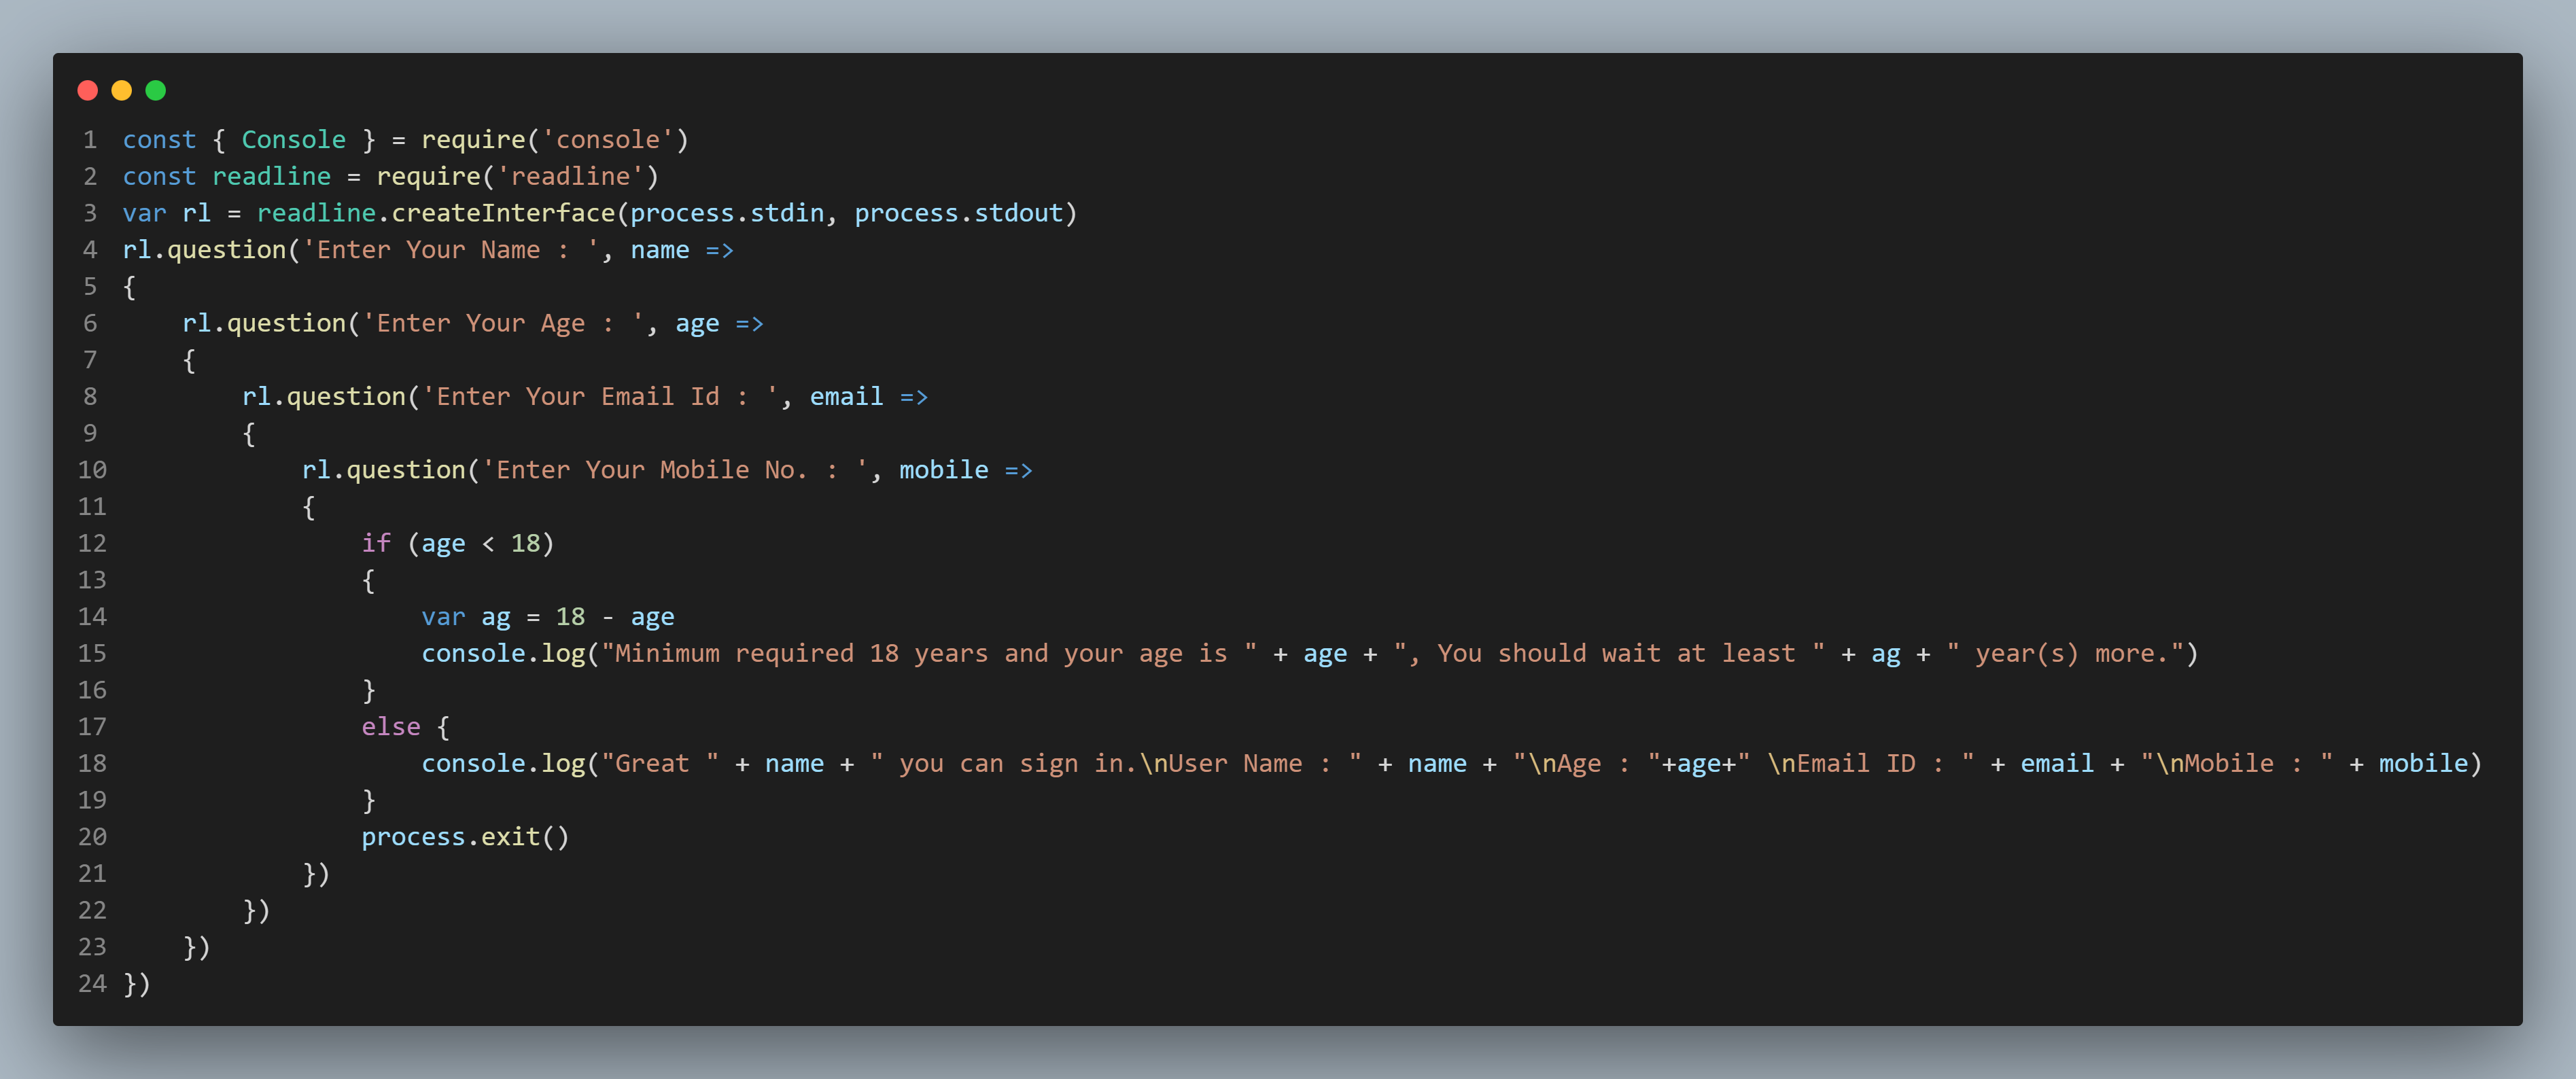 1 const { Console } = require('console')
2 const readline = require('readline')
3 var rl = readline.createInterface(process.stdin, process.stdout)
4 rl.question('Enter Your Name : ', name =>
5 {
6     rl.question('Enter Your Age : ', age =>
7     {
8         rl.question('Enter Your Email Id : ', email =>
9         {
10             rl.question('Enter Your Mobile No. : ', mobile =>
11             {
12                 if (age < 18)
13                 {
14                     var ag = 18 - age
15                     console.log("Minimum required 18 years and your age is " + age + ", You should wait at least " + ag + " year(s) more.")
16                 }
17                 else {
18                     console.log("Great " + name + " you can sign in.\nUser Name : " + name + "\nAge : "+age+" \nEmail ID : " + email + "\nMobile : " + mobile)
19                 }
20                 process.exit()
21             })
22         })
23     })
24 })